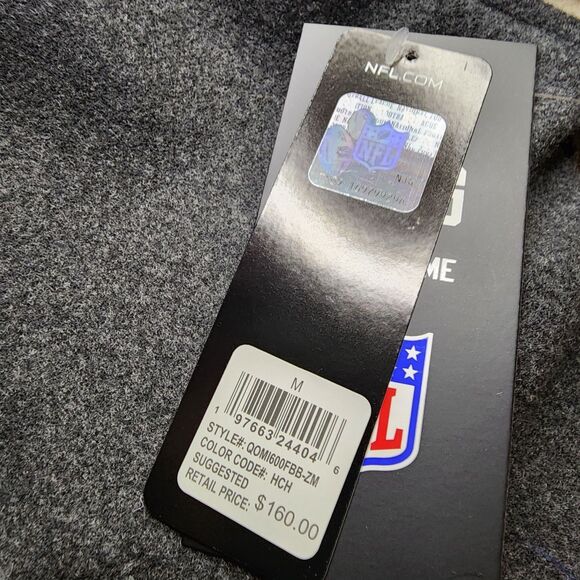 NFL.COM
NFL
G
ME
M
1 97663 24404 6
STYLE#: QOMI600FBB-ZM
COLOR CODE#: HCH
SUGGESTED
RETAIL PRICE: $160.00